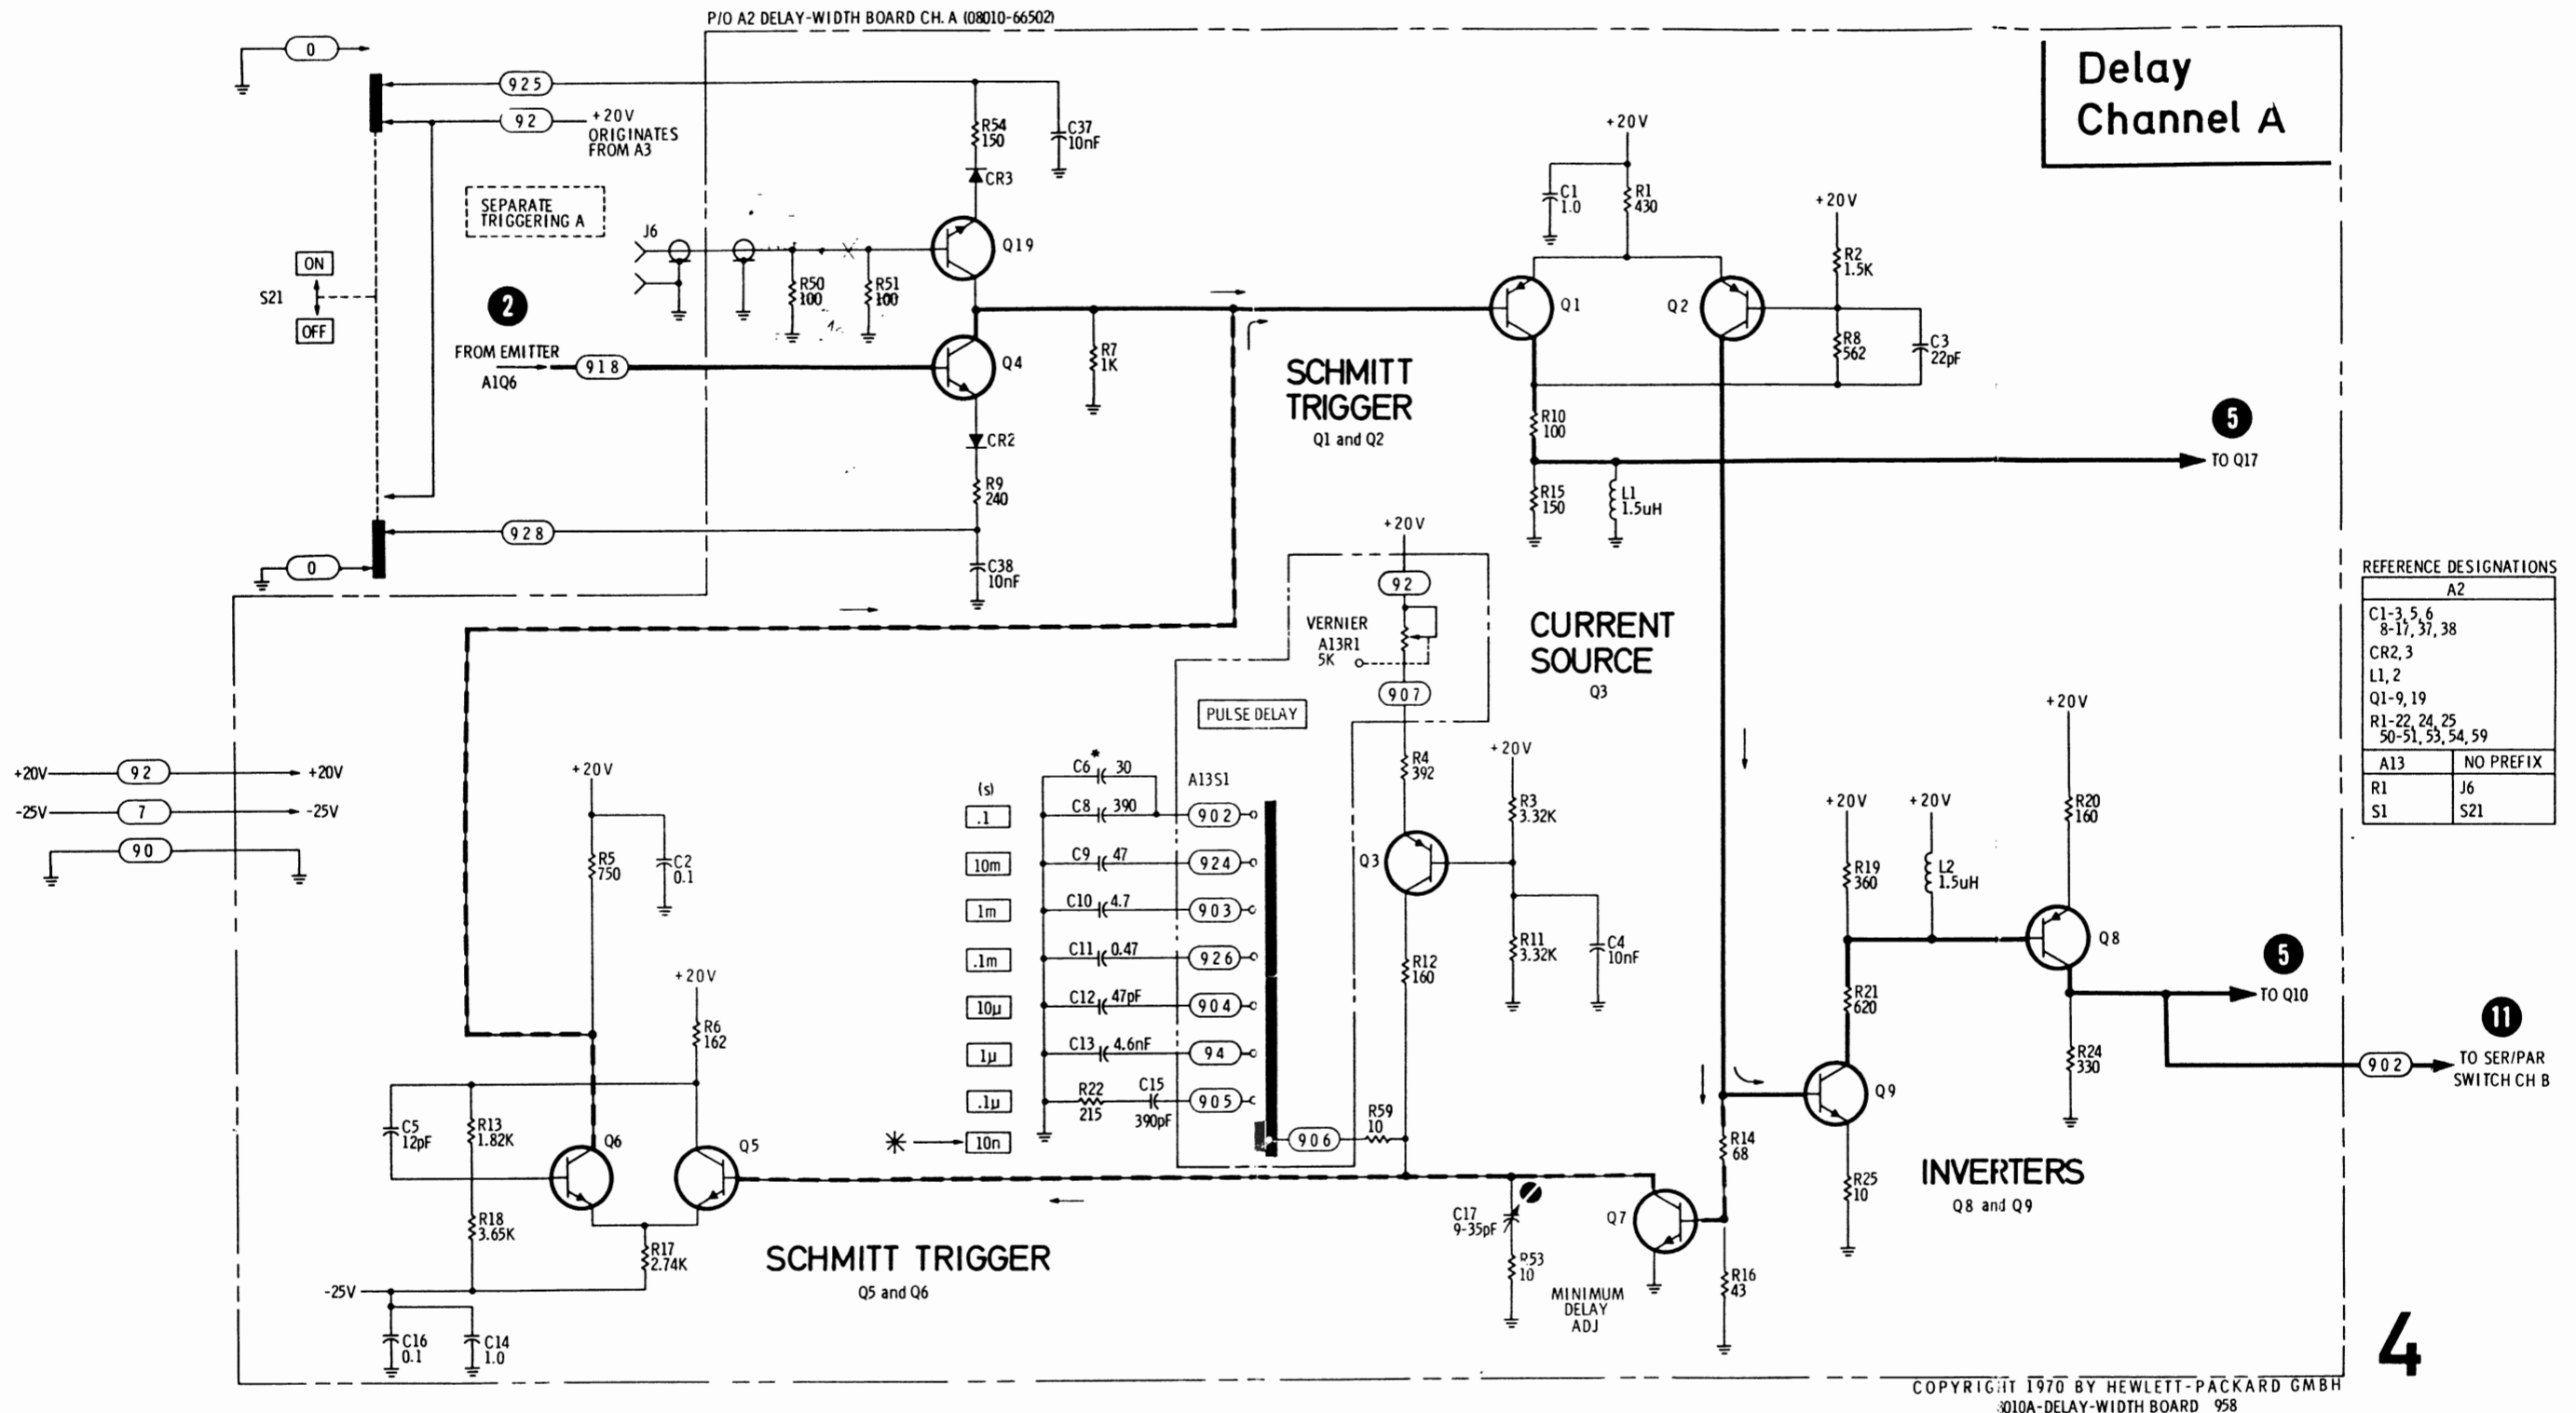 P/O A2 DELAY-WIDTH BOARD CH. A (08010-66502)
Delay
Channel A
0
925
92
+20V
ORIGINATES
FROM A3
R54
150
C37
10nF
CR3
SEPARATE
TRIGGERING A
J6
Q19
R50
100
R51
100
ON
S21
OFF
2
FROM EMITTER
A1Q6
918
Q4
R7
1K
CR2
R9
240
928
0
C38
10nF
+20V
C1
1.0
R1
430
+20V
R2
1.5K
Q1
Q2
R8
562
C3
22pF
SCHMITT
TRIGGER
Q1 and Q2
R10
100
5
TO Q17
R15
150
L1
1.5uH
+20V
92
VERNIER
A13R1
5K
907
CURRENT
SOURCE
Q3
PULSE DELAY
REFERENCE DESIGNATIONS
A2
C1-3,5,6
8-17,37,38
CR2,3
L1,2
Q1-9,19
R1-22,24,25
50-51,53,54,59
A13
NO PREFIX
R1
J6
S1
S21
+20V
92
+20V
-25V
7
-25V
90
+20V
R5
750
C2
0.1
+20V
R6
162
(s)
*
C6
30
A13S1
.1
C8
390
902
10m
C9
47
924
1m
C10
4.7
903
.1m
C11
0.47
926
10µ
C12
47pF
904
1µ
C13
4.6nF
94
.1µ
R22
215
C15
390pF
905
10n
906
R59
10
R4
392
+20V
R3
3.32K
Q3
R11
3.32K
C4
10nF
R12
160
+20V
R20
160
+20V
+20V
R19
360
L2
1.5uH
Q8
R21
620
5
TO Q10
11
TO SER/PAR
SWITCH CH B
902
R24
330
Q9
R14
68
R25
10
INVERTERS
Q8 and Q9
C5
12pF
R13
1.82K
Q6
Q5
R18
3.65K
R17
2.74K
-25V
C16
0.1
C14
1.0
SCHMITT TRIGGER
Q5 and Q6
C17
9-35pF
R53
10
Q7
MINIMUM
DELAY
ADJ
R16
43
4
COPYRIGHT 1970 BY HEWLETT-PACKARD GMBH
8010A-DELAY-WIDTH BOARD 958